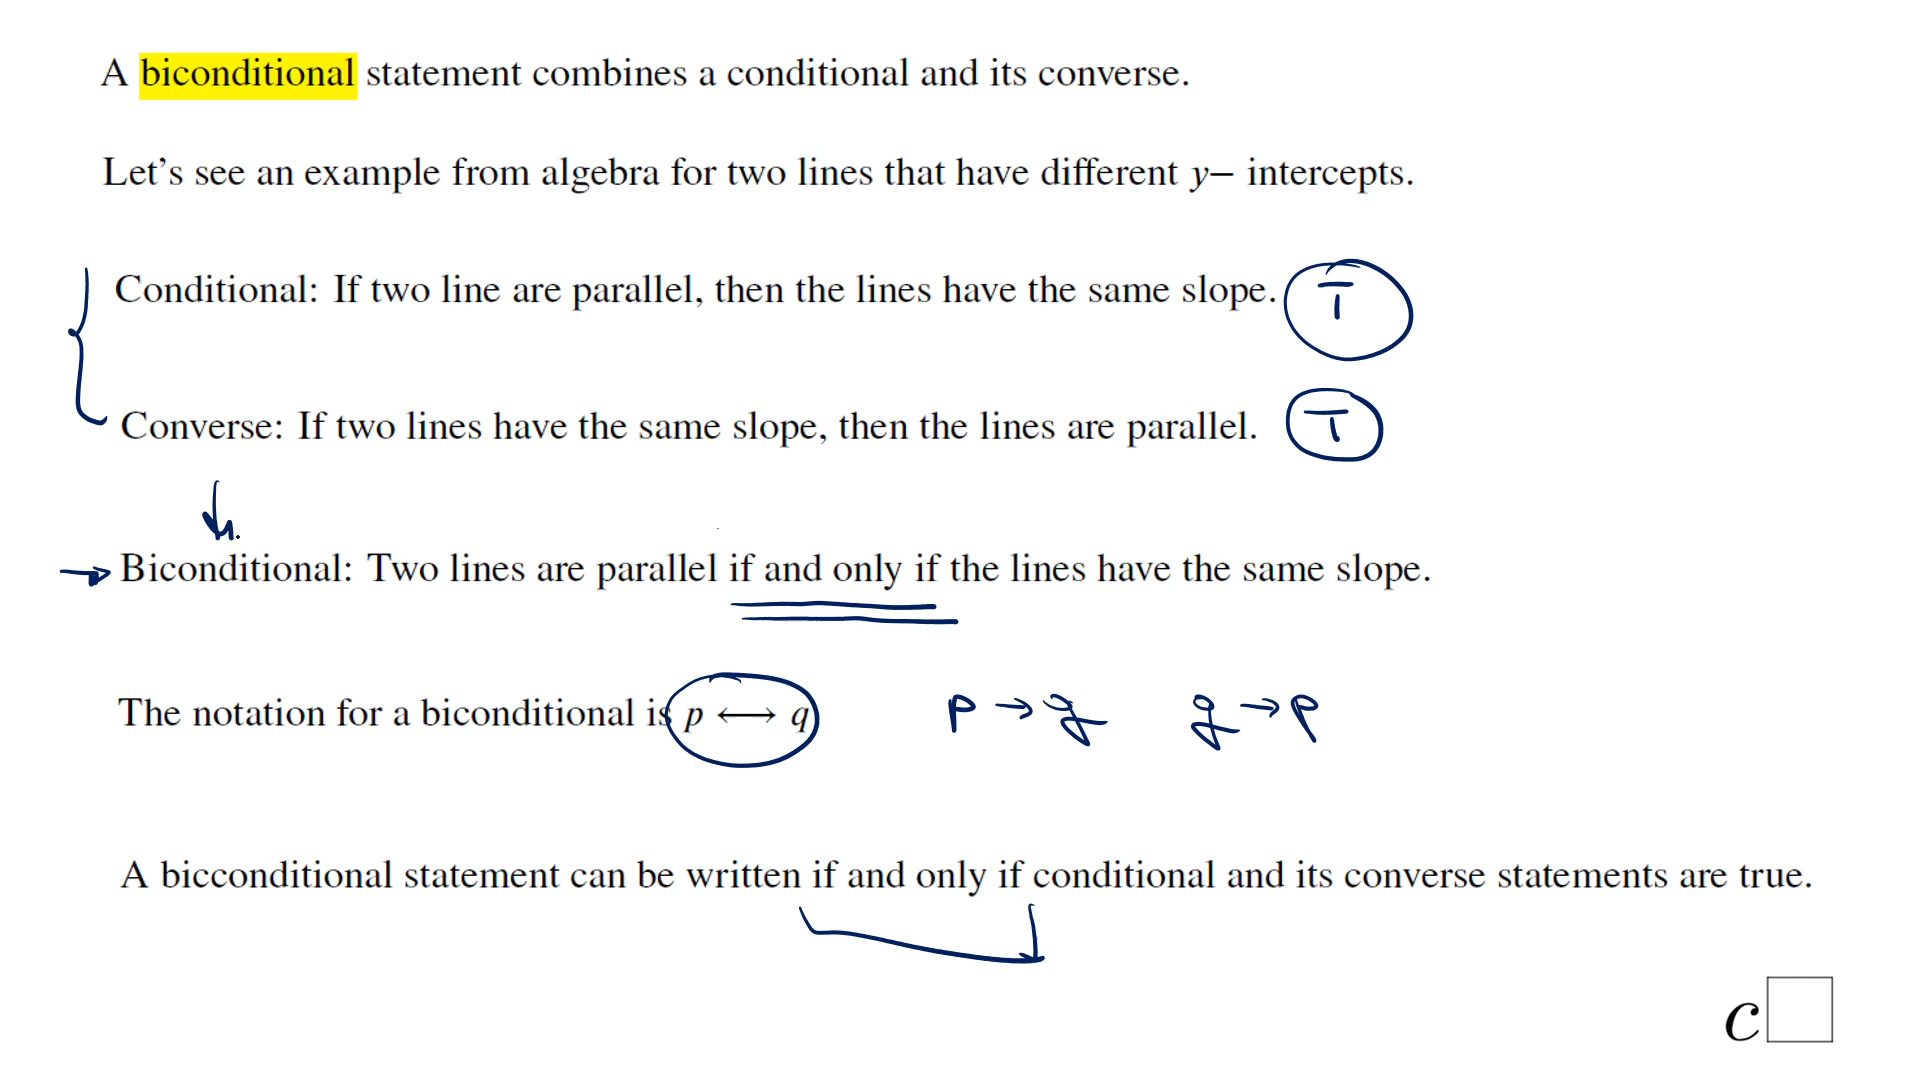 A biconditional statement combines a conditional and its converse.
Let’s see an example from algebra for two lines that have different y− intercepts.
Conditional: If two line are parallel, then the lines have the same slope. T
Converse: If two lines have the same slope, then the lines are parallel. T
Biconditional: Two lines are parallel if and only if the lines have the same slope.
The notation for a biconditional is p ⟷ q p → q q → p
A bicconditional statement can be written if and only if conditional and its converse statements are true.
C